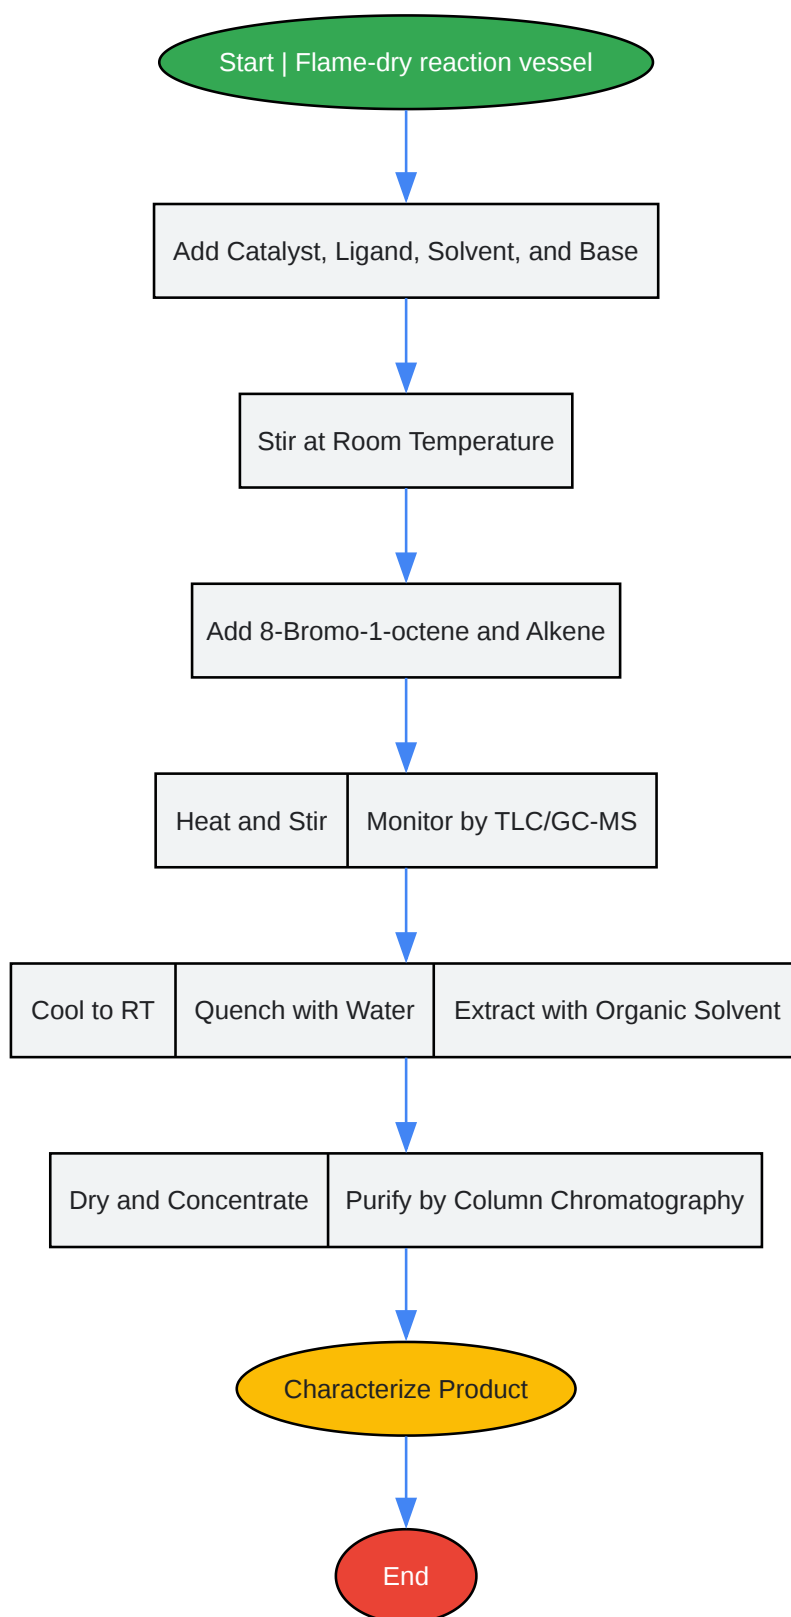 Start | Flame-dry reaction vessel
Add Catalyst, Ligand, Solvent, and Base
Stir at Room Temperature
Add 8-Bromo-1-octene and Alkene
Heat and Stir
Monitor by TLC/GC-MS
Cool to RT
Quench with Water
Extract with Organic Solvent
Dry and Concentrate
Purify by Column Chromatography
Characterize Product
End